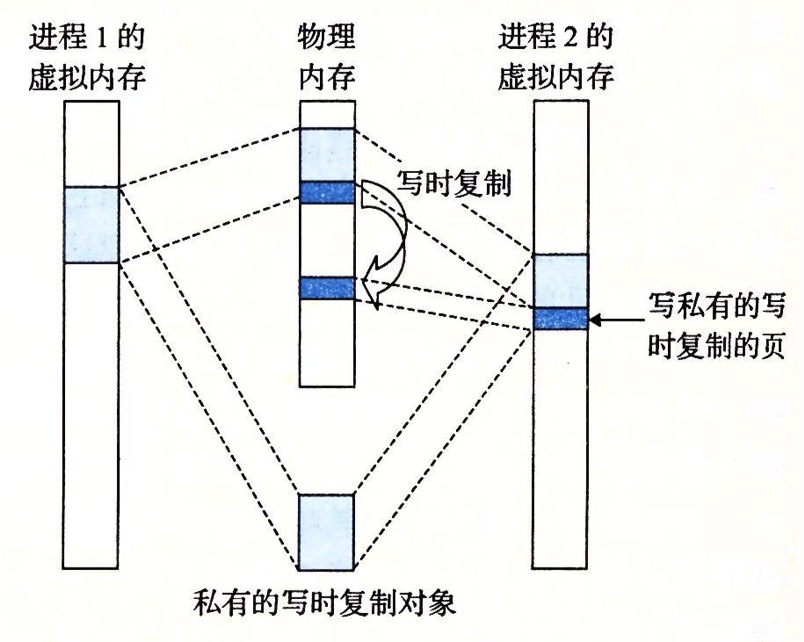 进程 1 的
虚拟内存
物理
内存
进程 2 的
虚拟内存
写时复制
写私有的写
时复制的页
私有的写时复制对象